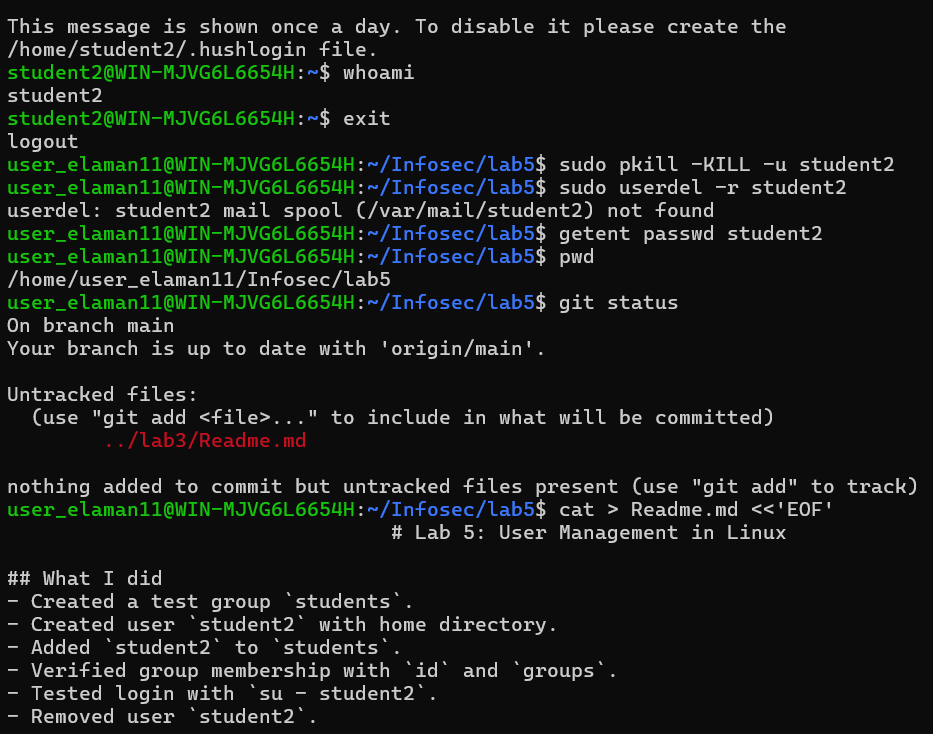 This message is shown once a day. To disable it please create the
/home/student2/.hushlogin file.
student2@WIN-MJVG6L6654H:~$ whoami
student2
student2@WIN-MJVG6L6654H:~$ exit
logout
user_elaman11@WIN-MJVG6L6654H:~/Infosec/lab5$ sudo pkill -KILL -u student2
user_elaman11@WIN-MJVG6L6654H:~/Infosec/lab5$ sudo userdel -r student2
userdel: student2 mail spool (/var/mail/student2) not found
user_elaman11@WIN-MJVG6L6654H:~/Infosec/lab5$ getent passwd student2
user_elaman11@WIN-MJVG6L6654H:~/Infosec/lab5$ pwd
/home/user_elaman11/Infosec/lab5
user_elaman11@WIN-MJVG6L6654H:~/Infosec/lab5$ git status
On branch main
Your branch is up to date with 'origin/main'.

Untracked files:
  (use "git add <file>..." to include in what will be committed)
        ../lab3/Readme.md

nothing added to commit but untracked files present (use "git add" to track)
user_elaman11@WIN-MJVG6L6654H:~/Infosec/lab5$ cat > Readme.md <<'EOF'
                                # Lab 5: User Management in Linux

## What I did
- Created a test group `students`.
- Created user `student2` with home directory.
- Added `student2` to `students`.
- Verified group membership with `id` and `groups`.
- Tested login with `su - student2`.
- Removed user `student2`.